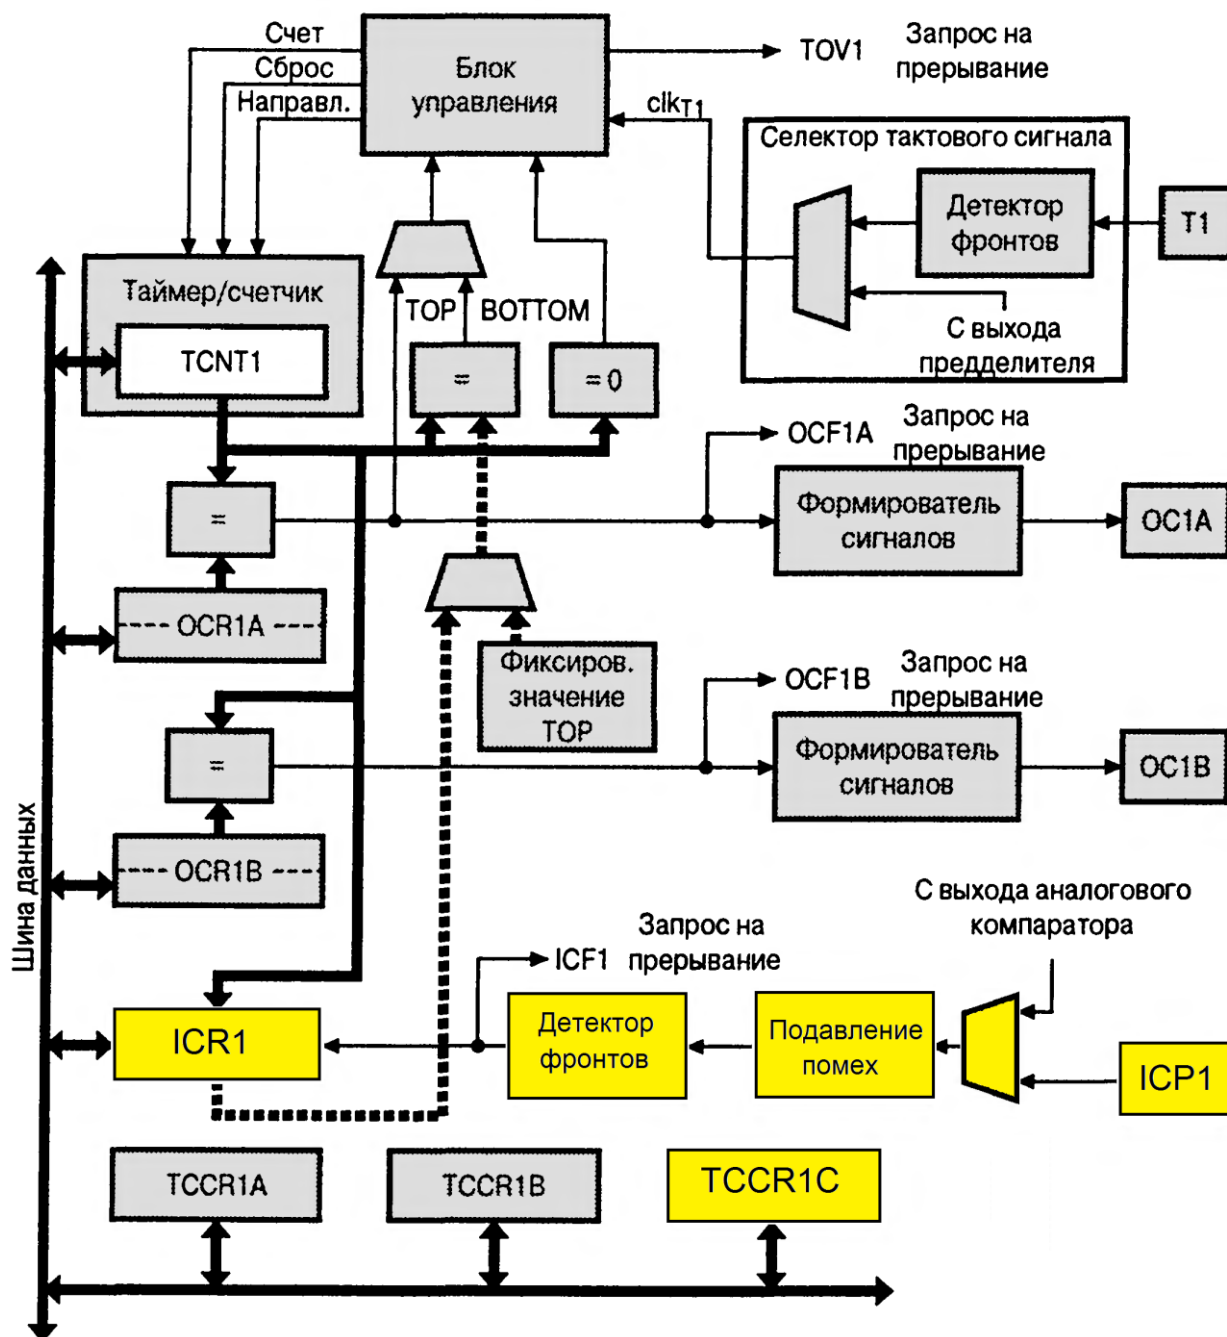 Счет
Сброс
Направл.
Блок
управления
TOV1
Запрос на
прерывание
clkT1
Селектор тактового сигнала
Детектор
фронтов
T1
С выхода
предделителя
Таймер/счетчик
TCNT1
TOP
BOTTOM
=
= 0
OCF1A
Запрос на
прерывание
=
Формирователь
сигналов
OC1A
OCR1A
Фиксиров.
значение
TOP
OCF1B
Запрос на
прерывание
=
Формирователь
сигналов
OC1B
OCR1B
Шина данных
С выхода аналогового
компаратора
ICF1
Запрос на
прерывание
ICR1
Детектор
фронтов
Подавление
помех
ICP1
TCCR1A
TCCR1B
TCCR1C